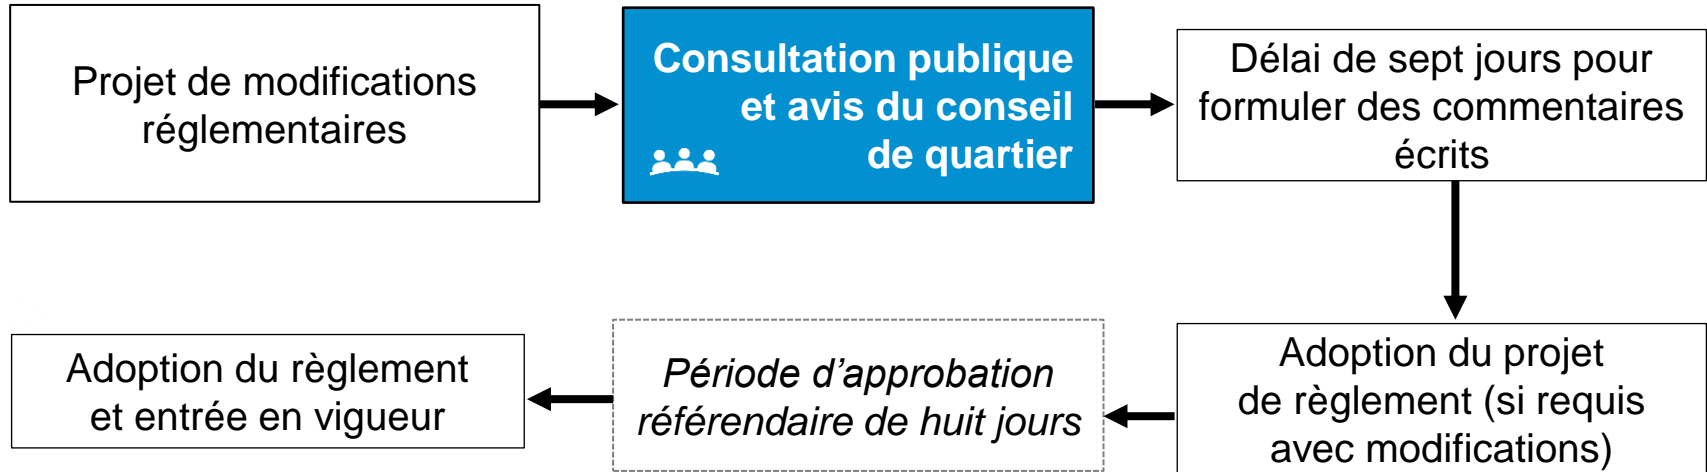 Projet de modifications
réglementaires
Consultation publique
et avis du conseil
de quartier
Délai de sept jours pour
formuler des commentaires
écrits
Adoption du projet
de règlement (si requis
avec modifications)
Période d’approbation
référendaire de huit jours
Adoption du règlement
et entrée en vigueur